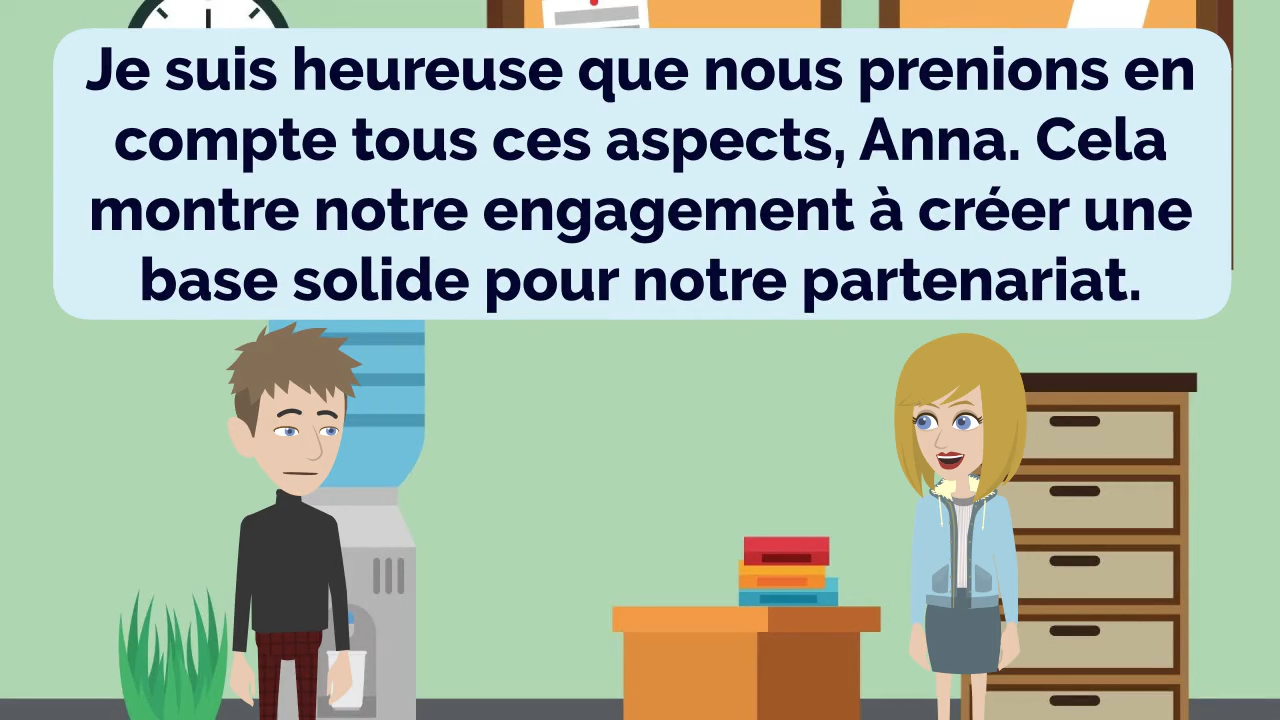 Je suis heureuse que nous prenions en
compte tous ces aspects, Anna. Cela
montre notre engagement à créer une
base solide pour notre partenariat.